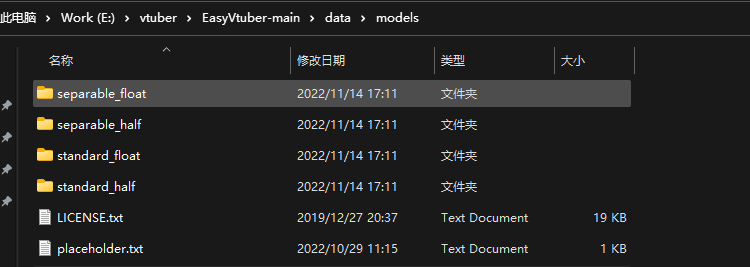 此电脑 > Work (E:) > vtuber > EasyVtuber-main > data > models
名称 修改日期 类型 大小
separable_float 2022/11/14 17:11 文件夹
separable_half 2022/11/14 17:11 文件夹
standard_float 2022/11/14 17:11 文件夹
standard_half 2022/11/14 17:11 文件夹
LICENSE.txt 2019/12/27 20:37 Text Document 19 KB
placeholder.txt 2022/10/29 11:15 Text Document 1 KB